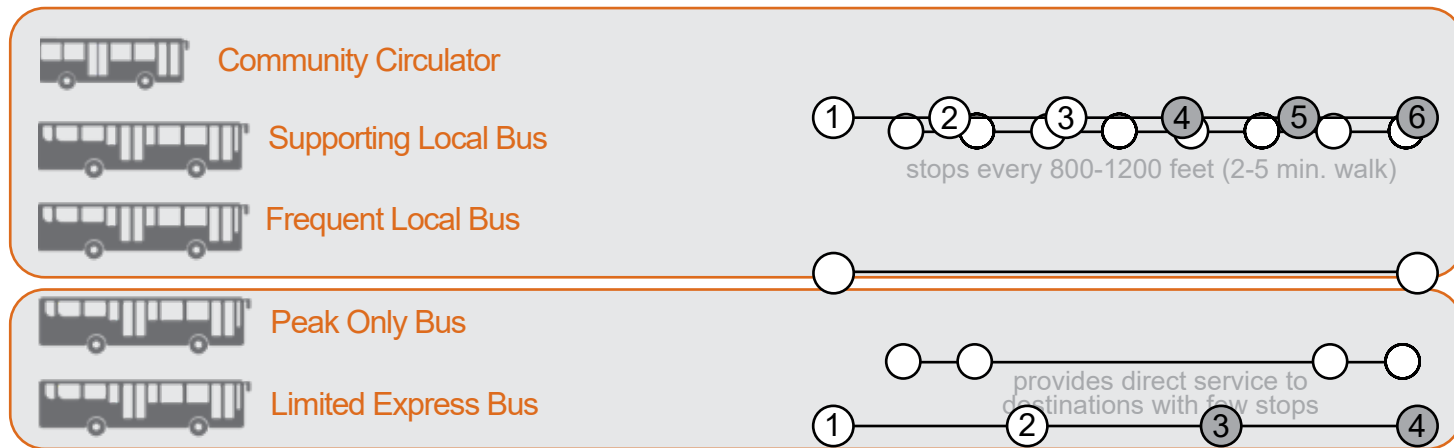 Community Circulator
Supporting Local Bus
1 2 3 4 5 6
stops every 800-1200 feet (2-5 min. walk)
Frequent Local Bus
Peak Only Bus
provides direct service to
destinations with few stops
Limited Express Bus
1 2 3 4